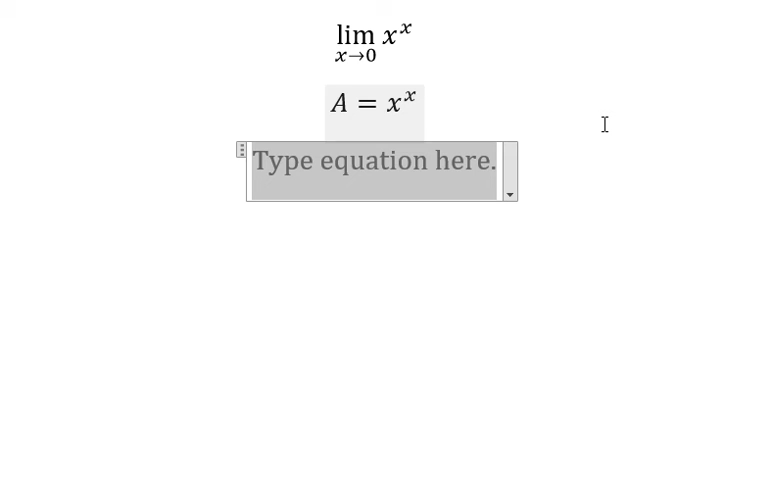 lim x→0 x^x
A = x^x
Type equation here.